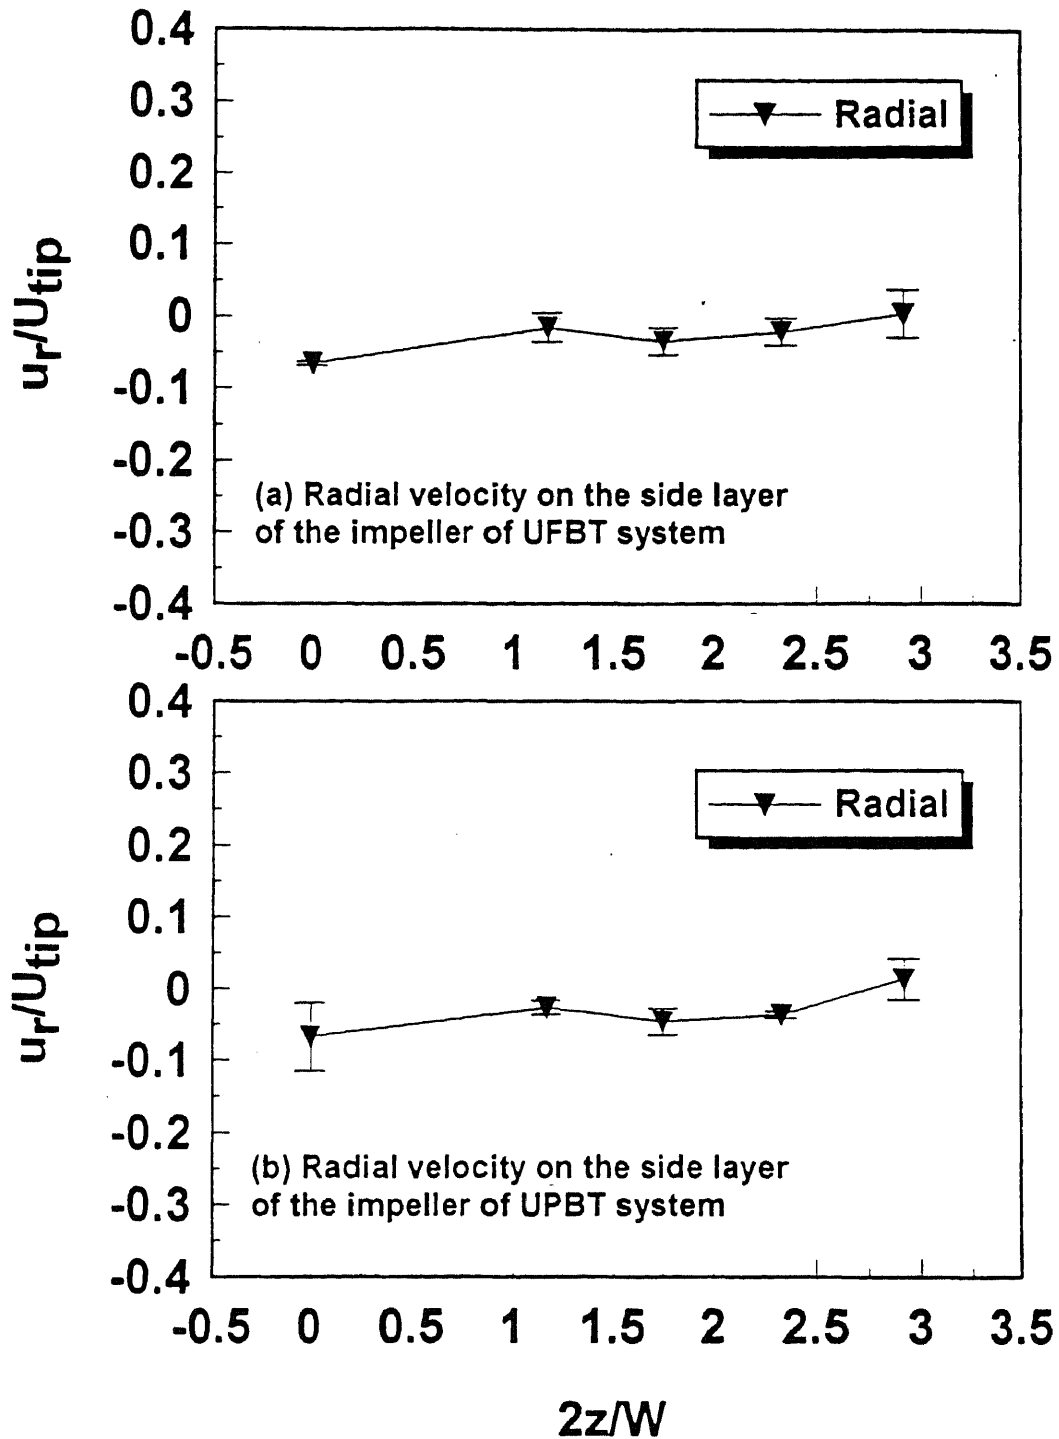 0.4
0.3
0.2
0.1
0
-0.1
-0.2
-0.3
-0.4
u_r/U_tip
Radial
(a) Radial velocity on the side layer
of the impeller of UFBT system
-0.5 0 0.5 1 1.5 2 2.5 3 3.5
0.4
0.3
0.2
0.1
0
-0.1
-0.2
-0.3
-0.4
u_r/U_tip
Radial
(b) Radial velocity on the side layer
of the impeller of UPBT system
-0.5 0 0.5 1 1.5 2 2.5 3 3.5
2z/W